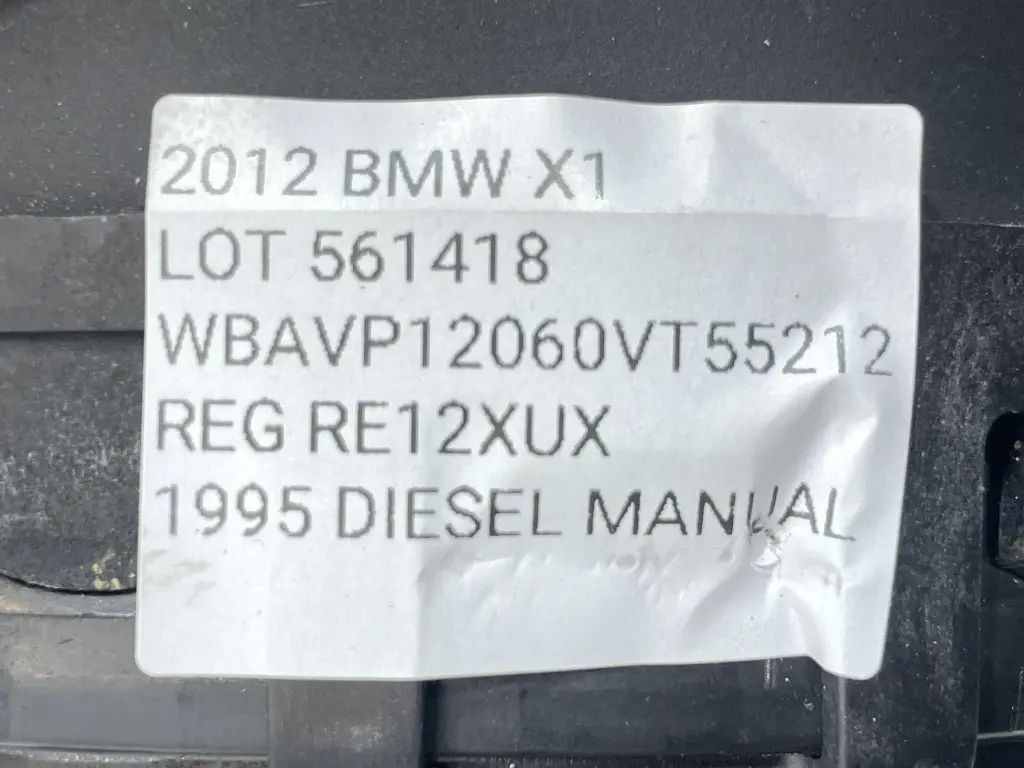 2012 BMW X1
LOT 561418
WBAVP12060VT55212
REG RE12XUX
1995 DIESEL MANUAL